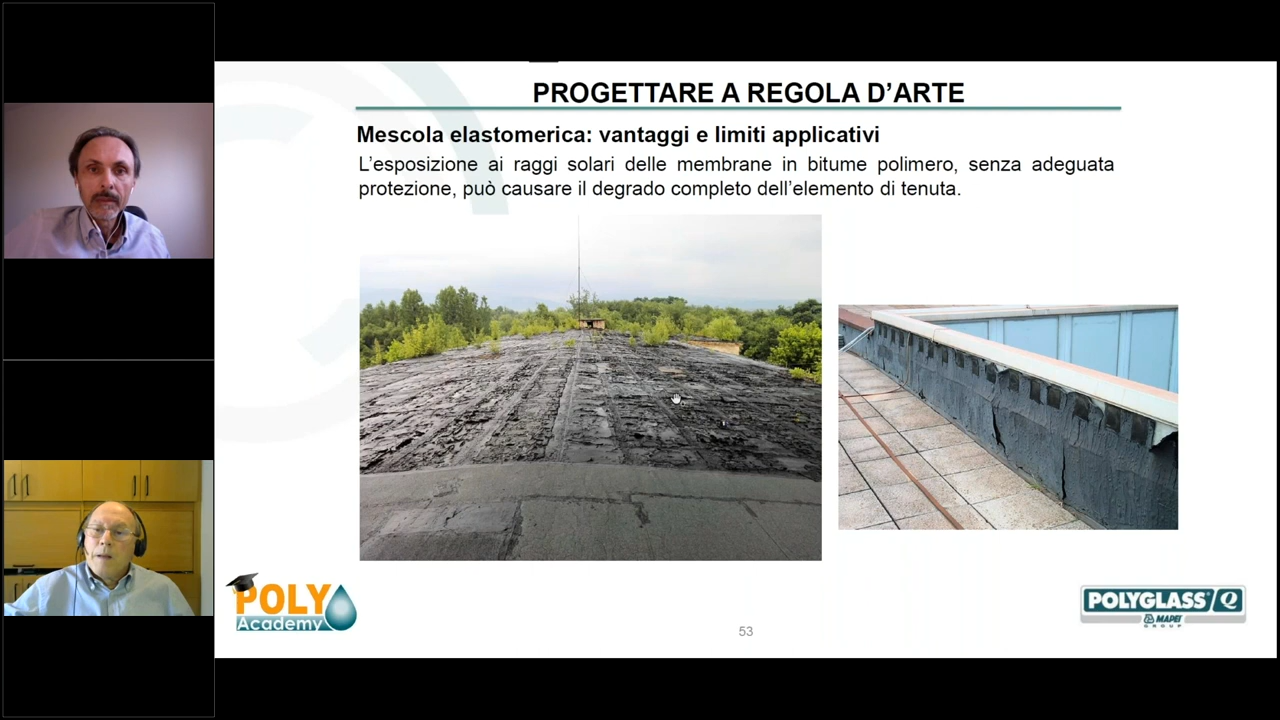 PROGETTARE A REGOLA D'ARTE
Mescola elastomerica: vantaggi e limiti applicativi
L'esposizione ai raggi solari delle membrane in bitume polimero, senza adeguata
protezione, può causare il degrado completo dell'elemento di tenuta.
POLY
Academy
53
POLYGLASS
MAPEI
GROUP